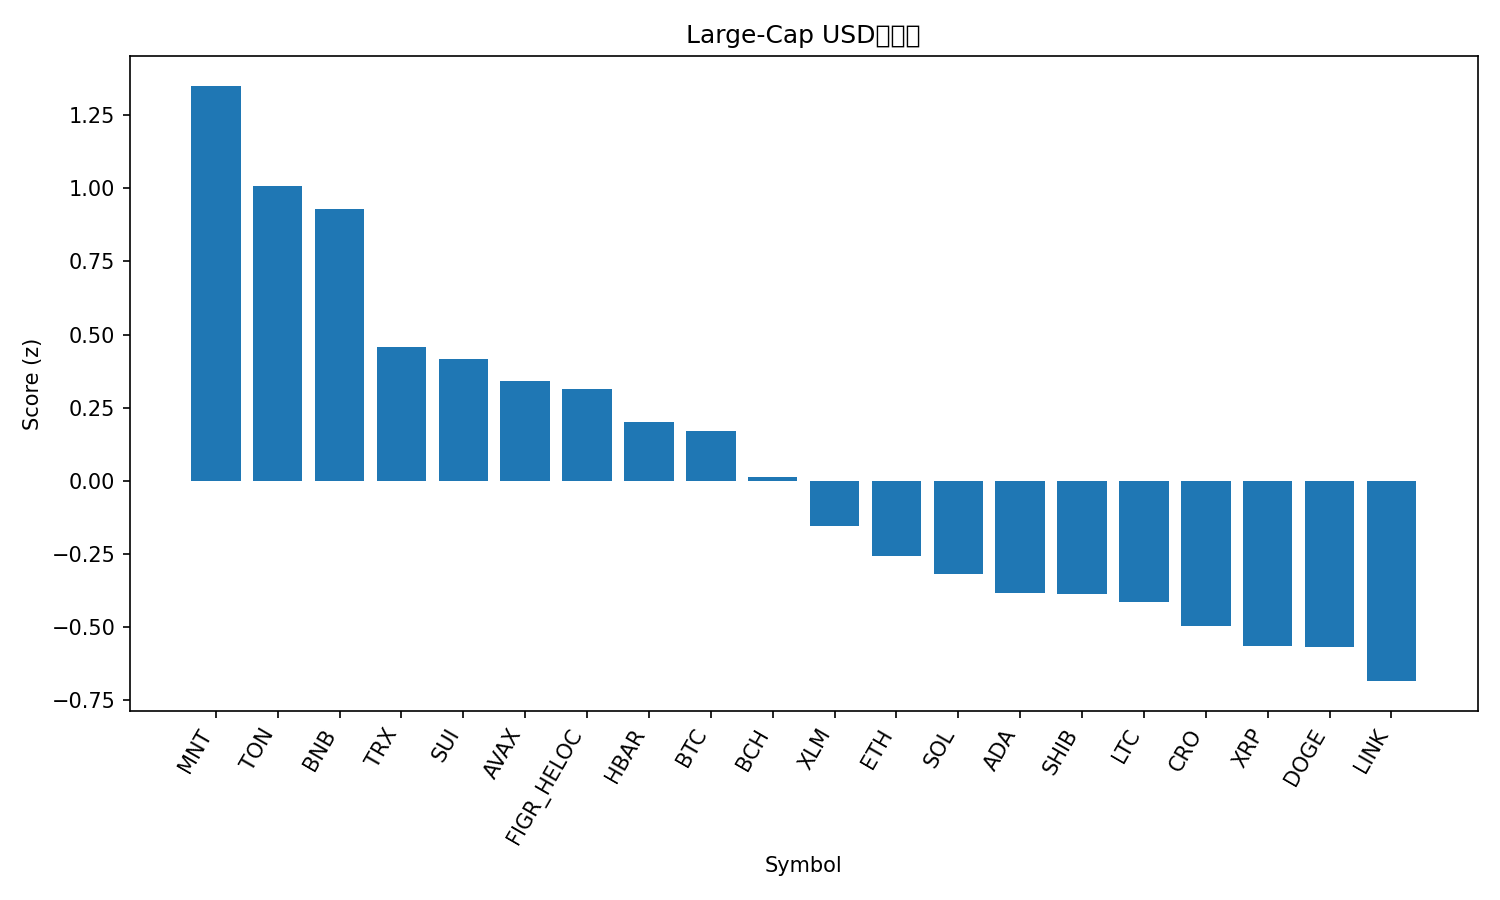 Large-Cap USD
Score (z)
1.25
1.00
0.75
0.50
0.25
0.00
−0.25
−0.50
−0.75
MNT
TON
BNB
TRX
SUI
AVAX
FIGR_HELOC
HBAR
BTC
BCH
XLM
ETH
SOL
ADA
SHIB
LTC
CRO
XRP
DOGE
LINK
Symbol